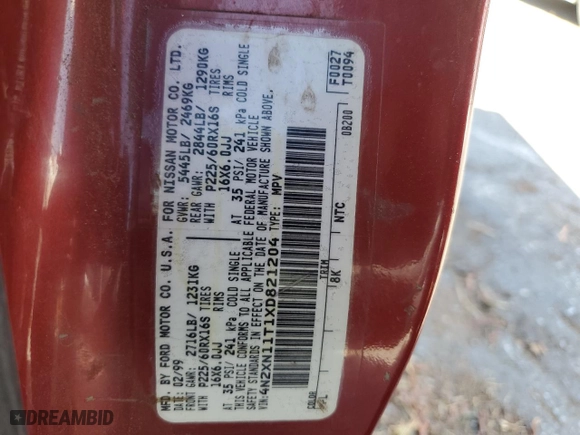 MFD. BY FORD MOTOR CO. U.S.A. FOR NISSAN MOTOR CO., LTD.
02/99 GVWR: 5445LB/ 2469KG
FRONT GAWR: 2716LB/ 1231KG REAR GAWR: 2844LB/ 1290KG
WITH P225/60RX16S TIRES WITH P225/60RX16S TIRES
16X6.0JJ RIMS 16X6.0JJ RIMS
AT 35 PSI/ 241 kPa COLD SINGLE AT 35 PSI/ 241 kPa COLD SINGLE
THIS VEHICLE CONFORMS TO ALL APPLICABLE FEDERAL MOTOR VEHICLE
SAFETY STANDARDS IN EFFECT ON THE DATE OF MANUFACTURE SHOWN ABOVE.
4N2XN11T1XD821204 TYPE: MPV
F0027
T0094
COLOR TRIM NTC 0B200
8K
DREAMBID